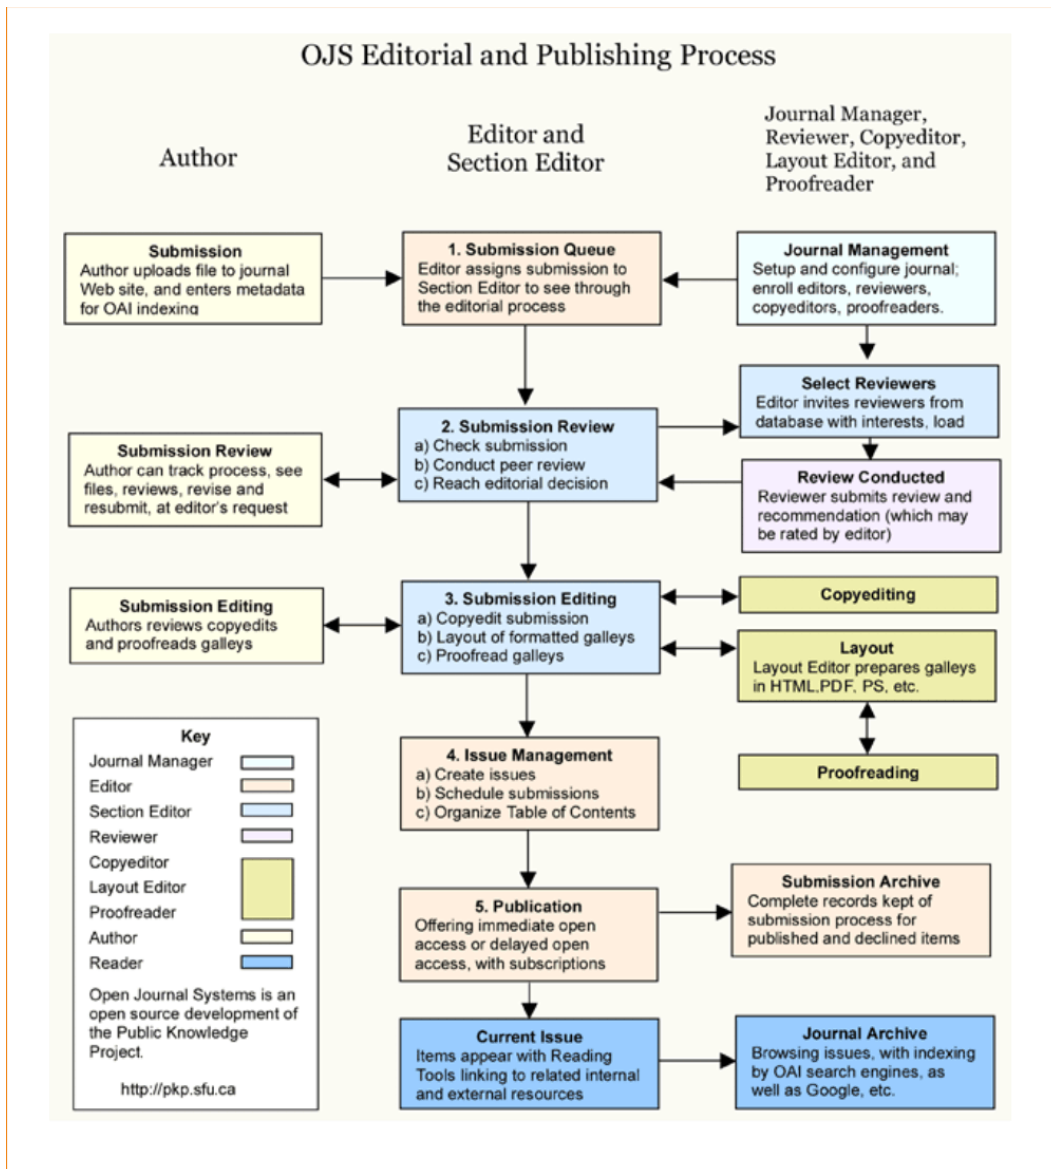 OJS Editorial and Publishing Process
Author
Editor and
Section Editor
Journal Manager,
Reviewer, Copyeditor,
Layout Editor, and
Proofreader
Submission
Author uploads file to journal
Web site, and enters metadata
for OAI indexing
1. Submission Queue
Editor assigns submission to
Section Editor to see through
the editorial process
Journal Management
Setup and configure journal;
enroll editors, reviewers,
copyeditors, proofreaders.
Select Reviewers
Editor invites reviewers from
database with interests, load
Submission Review
Author can track process, see
files, reviews, revise and
resubmit, at editor's request
2. Submission Review
a) Check submission
b) Conduct peer review
c) Reach editorial decision
Review Conducted
Reviewer submits review and
recommendation (which may
be rated by editor)
Submission Editing
Authors reviews copyedits
and proofreads galleys
3. Submission Editing
a) Copyedit submission
b) Layout of formatted galleys
c) Proofread galleys
Copyediting
Layout
Layout Editor prepares galleys
in HTML,PDF, PS, etc.
Proofreading
4. Issue Management
a) Create issues
b) Schedule submissions
c) Organize Table of Contents
5. Publication
Offering immediate open
access or delayed open
access, with subscriptions
Submission Archive
Complete records kept of
submission process for
published and declined items
Current Issue
Items appear with Reading
Tools linking to related internal
and external resources
Journal Archive
Browsing issues, with indexing
by OAI search engines, as
well as Google, etc.
Key
Journal Manager
Editor
Section Editor
Reviewer
Copyeditor
Layout Editor
Proofreader
Author
Reader
Open Journal Systems is an
open source development of
the Public Knowledge
Project.
http://pkp.sfu.ca